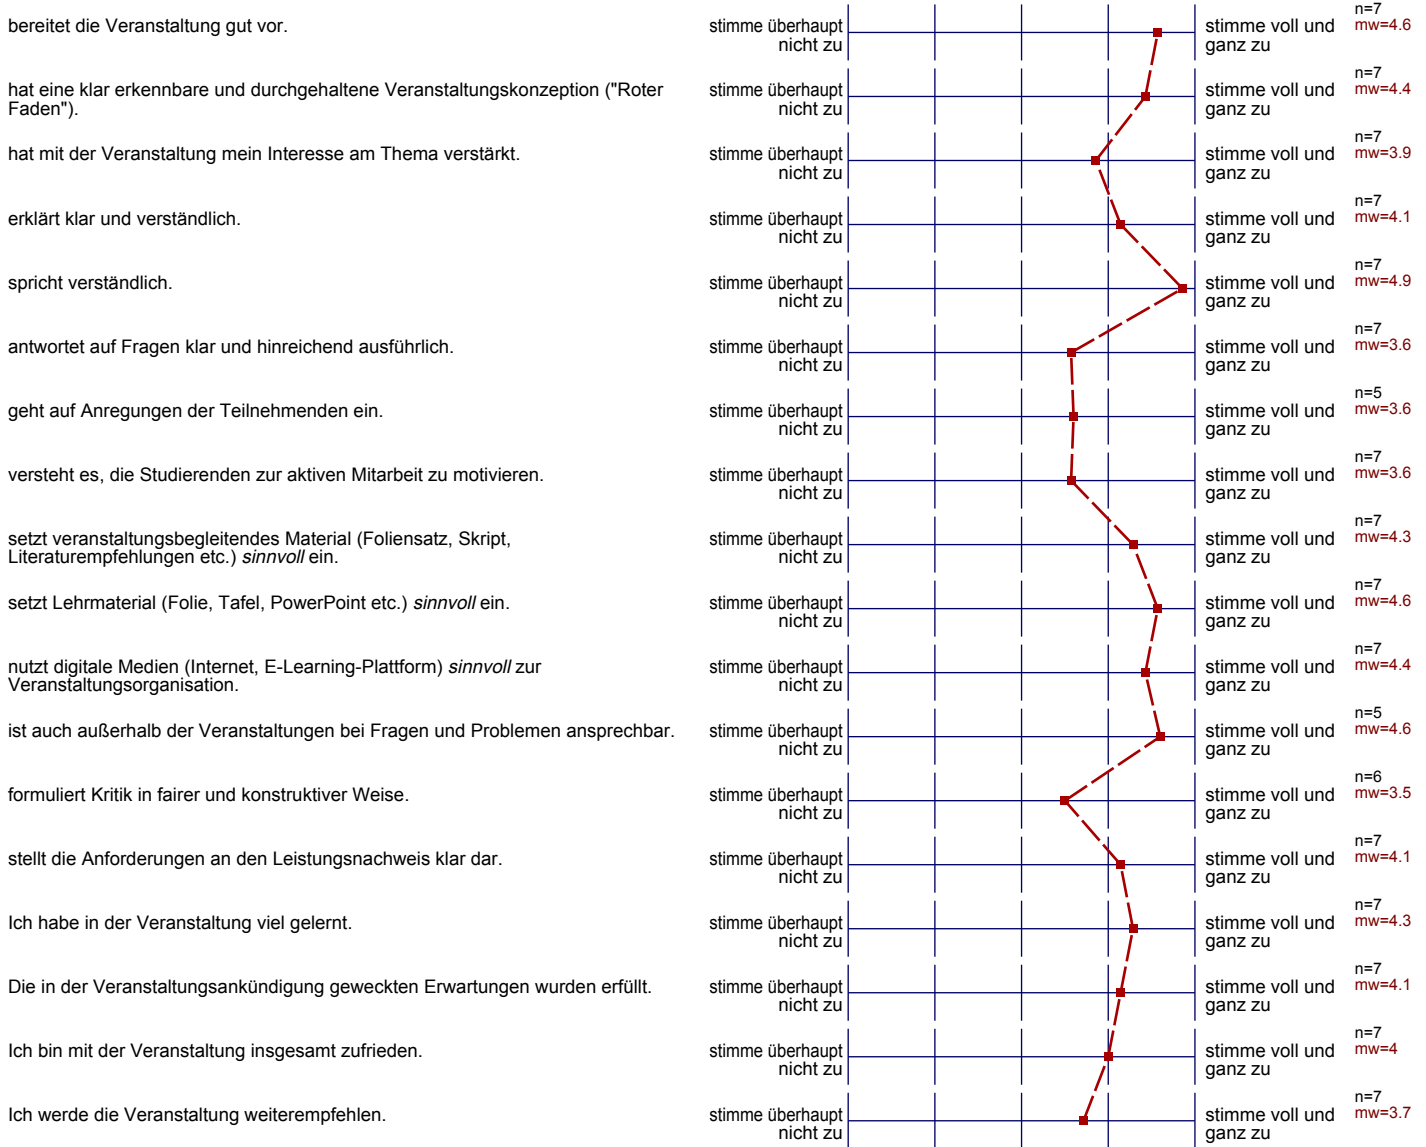 bereitet die Veranstaltung gut vor.
stimme überhaupt
nicht zu
stimme voll und
ganz zu
n=7
mw=4.6
hat eine klar erkennbare und durchgehaltene Veranstaltungskonzeption ("Roter
Faden").
stimme überhaupt
nicht zu
stimme voll und
ganz zu
n=7
mw=4.4
hat mit der Veranstaltung mein Interesse am Thema verstärkt.
stimme überhaupt
nicht zu
stimme voll und
ganz zu
n=7
mw=3.9
erklärt klar und verständlich.
stimme überhaupt
nicht zu
stimme voll und
ganz zu
n=7
mw=4.1
spricht verständlich.
stimme überhaupt
nicht zu
stimme voll und
ganz zu
n=7
mw=4.9
antwortet auf Fragen klar und hinreichend ausführlich.
stimme überhaupt
nicht zu
stimme voll und
ganz zu
n=7
mw=3.6
geht auf Anregungen der Teilnehmenden ein.
stimme überhaupt
nicht zu
stimme voll und
ganz zu
n=5
mw=3.6
versteht es, die Studierenden zur aktiven Mitarbeit zu motivieren.
stimme überhaupt
nicht zu
stimme voll und
ganz zu
n=7
mw=3.6
setzt veranstaltungsbegleitendes Material (Foliensatz, Skript,
Literaturempfehlungen etc.) sinnvoll ein.
stimme überhaupt
nicht zu
stimme voll und
ganz zu
n=7
mw=4.3
setzt Lehrmaterial (Folie, Tafel, PowerPoint etc.) sinnvoll ein.
stimme überhaupt
nicht zu
stimme voll und
ganz zu
n=7
mw=4.6
nutzt digitale Medien (Internet, E-Learning-Plattform) sinnvoll zur
Veranstaltungsorganisation.
stimme überhaupt
nicht zu
stimme voll und
ganz zu
n=7
mw=4.4
ist auch außerhalb der Veranstaltungen bei Fragen und Problemen ansprechbar.
stimme überhaupt
nicht zu
stimme voll und
ganz zu
n=5
mw=4.6
formuliert Kritik in fairer und konstruktiver Weise.
stimme überhaupt
nicht zu
stimme voll und
ganz zu
n=6
mw=3.5
stellt die Anforderungen an den Leistungsnachweis klar dar.
stimme überhaupt
nicht zu
stimme voll und
ganz zu
n=7
mw=4.1
Ich habe in der Veranstaltung viel gelernt.
stimme überhaupt
nicht zu
stimme voll und
ganz zu
n=7
mw=4.3
Die in der Veranstaltungsankündigung geweckten Erwartungen wurden erfüllt.
stimme überhaupt
nicht zu
stimme voll und
ganz zu
n=7
mw=4.1
Ich bin mit der Veranstaltung insgesamt zufrieden.
stimme überhaupt
nicht zu
stimme voll und
ganz zu
n=7
mw=4
Ich werde die Veranstaltung weiterempfehlen.
stimme überhaupt
nicht zu
stimme voll und
ganz zu
n=7
mw=3.7